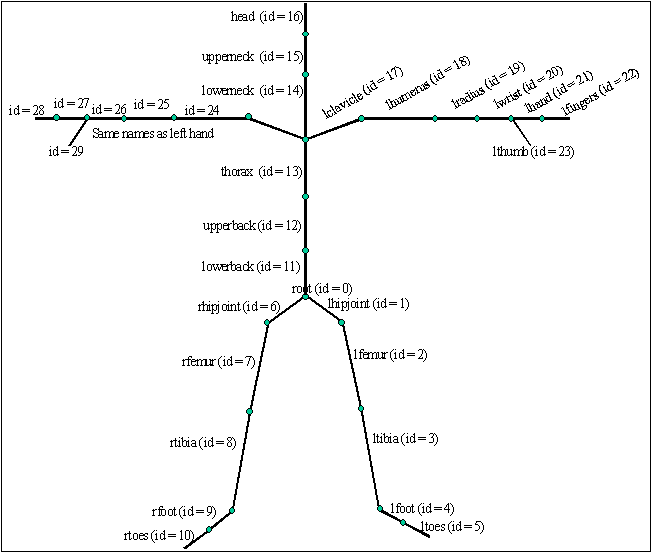 head (id = 16)
upperneck (id = 15)
lowerneck (id = 14)
lclavicle (id = 17)
lhumerus (id = 18)
lradius (id = 19)
lwrist (id = 20)
lhand (id = 21)
lfingers (id = 22)
lthumb (id = 23)
id = 28
id = 27
id = 26
id = 25
id = 24
Same names as left hand
id = 29
thorax (id = 13)
upperback (id = 12)
lowerback (id = 11)
root (id = 0)
rhipjoint (id = 6)
lhipjoint (id = 1)
rfemur (id = 7)
lfemur (id = 2)
rtibia (id = 8)
ltibia (id = 3)
rfoot (id = 9)
lfoot (id = 4)
rtoes (id = 10)
ltoes (id = 5)